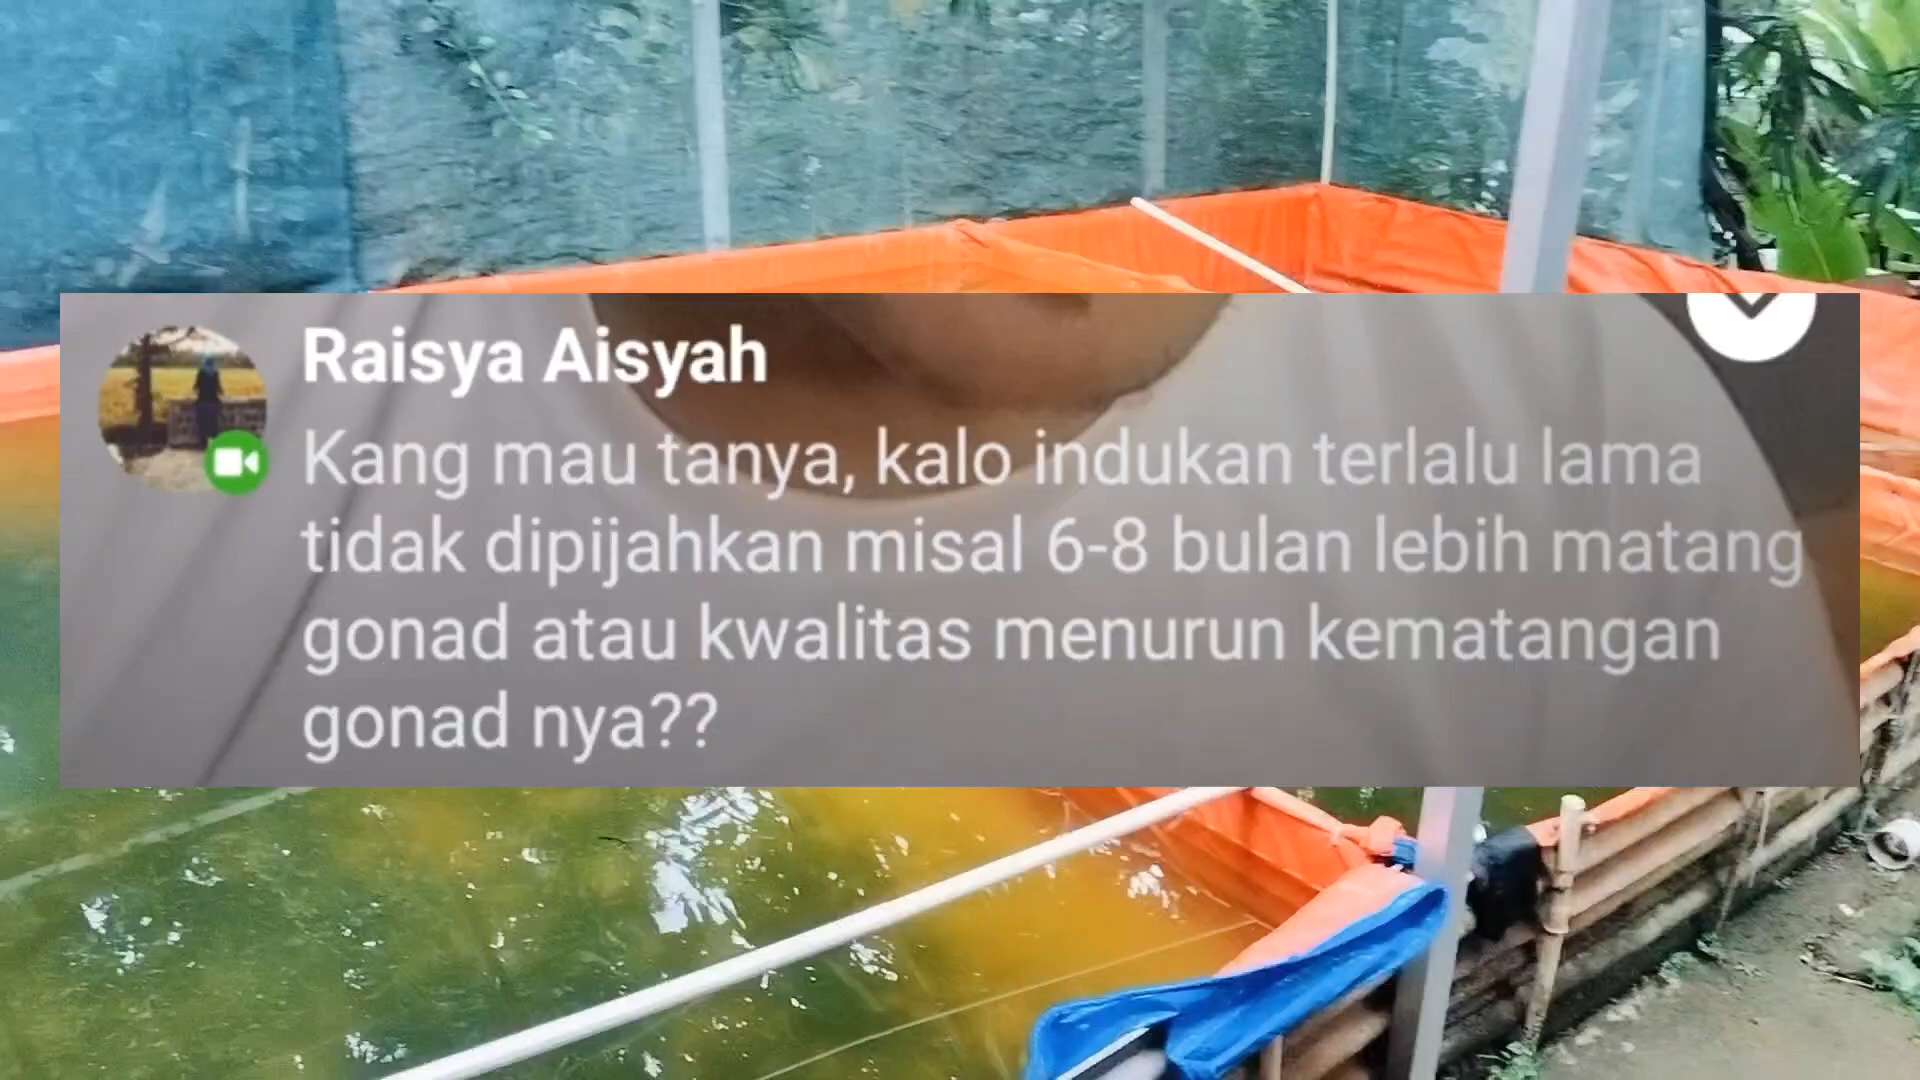 Raisya Aisyah
Kang mau tanya, kalo indukan terlalu lama
tidak dipijahkan misal 6-8 bulan lebih matang
gonad atau kwalitas menurun kematangan
gonad nya??